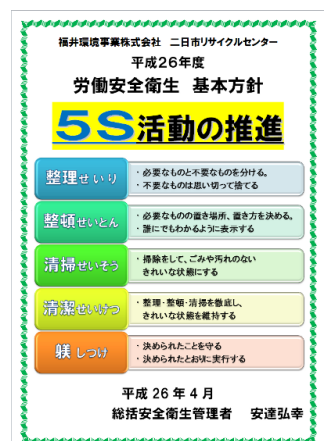 福井環境事業株式会社　二日市リサイクルセンター
平成26年度
労働安全衛生　基本方針
５Ｓ活動の推進
整理せいり
・必要なものと不要なものを分ける。
・不要なものは思い切って捨てる
整頓せいとん
・必要なものの置き場所、置き方を決める。
・誰にでもわかるように表示する
清掃せいそう
・掃除をして、ごみや汚れのない
きれいな状態にする
清潔せいけつ
・整理・整頓・清掃を徹底し、
きれいな状態を維持する
躾 しつけ
・決められたことを守る
・決められたとおりに実行する
平成 26 年 4 月
総括安全衛生管理者　安達弘幸